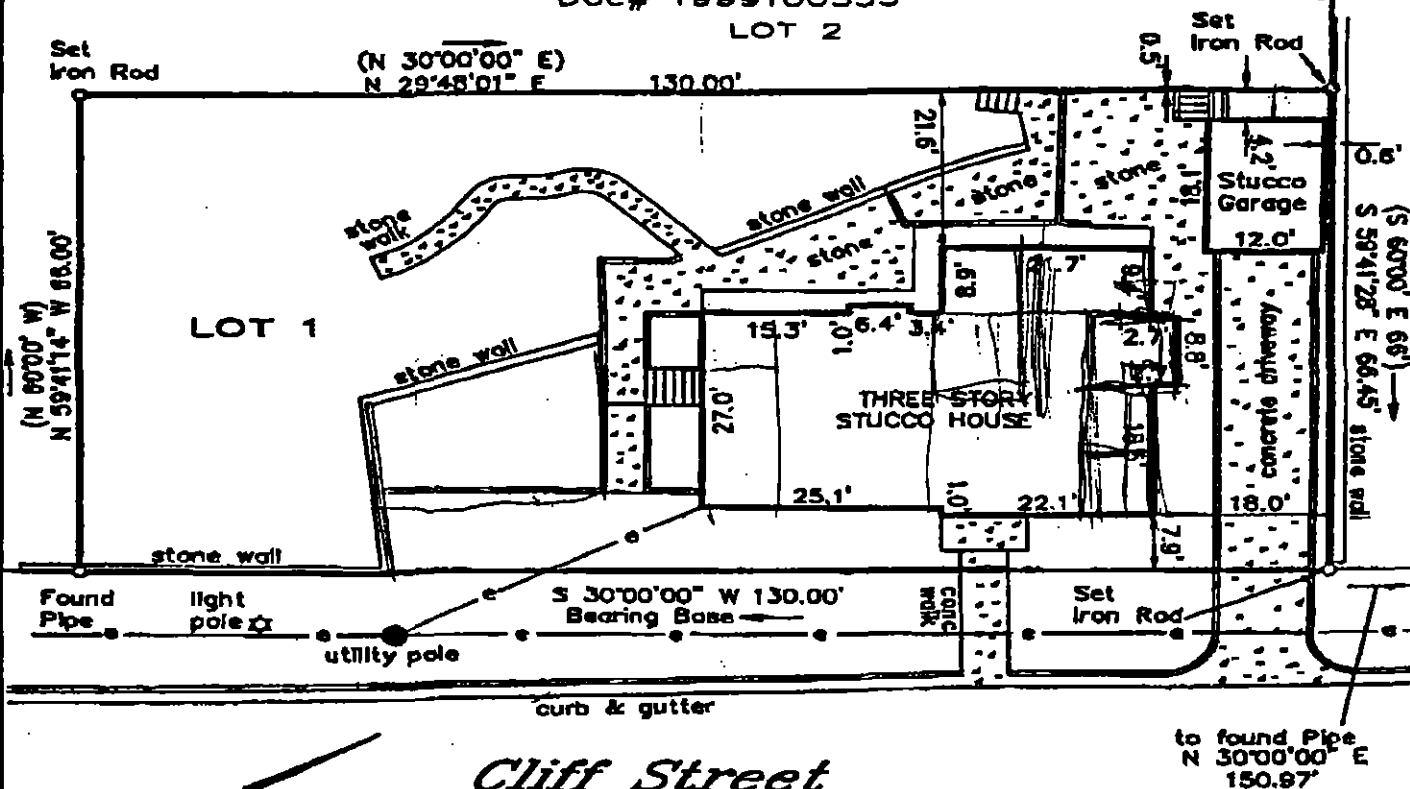 LOT 2
Set
Iron Rod
(N 30°00'00" E)
N 29°48'01" E 130.00'
0.5'
Set
Iron Rod
21.6'
4.2'
0.6'
Stucco
Garage
18.1'
12.0'
stone
stone
stone
stone wall
stone
walk
(N 60°00' W)
N 59°41'14" W 66.00'
(S 60°00' E 66')
S 59°41'28" E 66.45'
LOT 1
stone wall
8.9'
15.3'
1.0'
6.4'
3.4'
2.7'
8.8'
THREE STORY
STUCCO HOUSE
27.0'
concrete driveway
stone wall
25.1'
1.0'
22.1'
18.0'
7.9'
stone wall
Found
Pipe
light
pole
utility pole
S 30°00'00" W 130.00'
Bearing Base
conc
walk
Set
Iron Rod
curb & gutter
Cliff Street
to found Pipe
N 30°00'00" E
150.97'